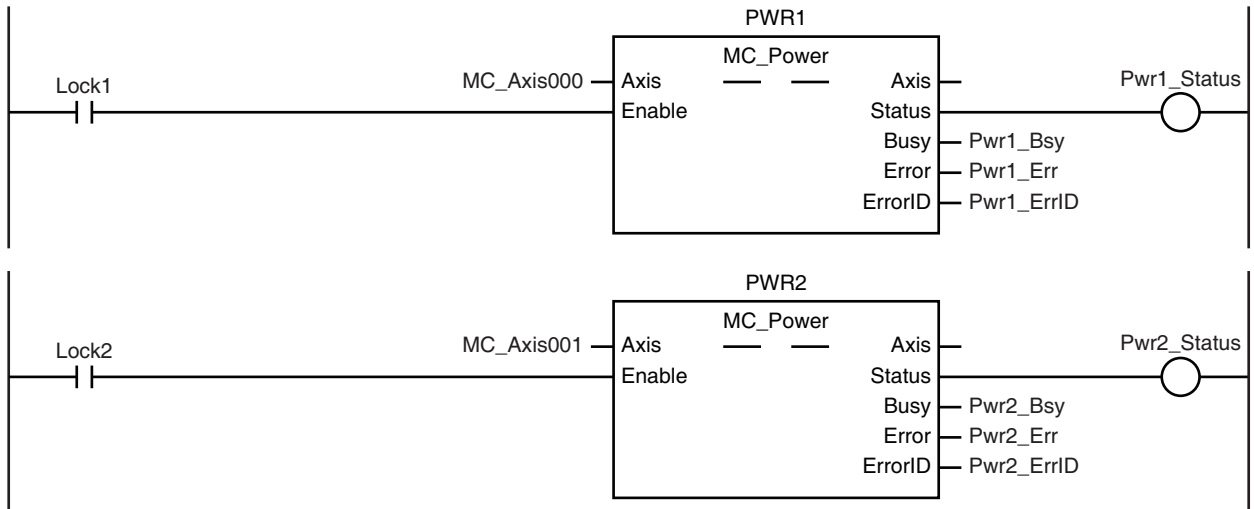 PWR1
MC_Power
Lock1
MC_Axis000
Axis
Axis
Pwr1_Status
Enable
Status
Busy
Pwr1_Bsy
Error
Pwr1_Err
ErrorID
Pwr1_ErrID
PWR2
MC_Power
Lock2
MC_Axis001
Axis
Axis
Pwr2_Status
Enable
Status
Busy
Pwr2_Bsy
Error
Pwr2_Err
ErrorID
Pwr2_ErrID